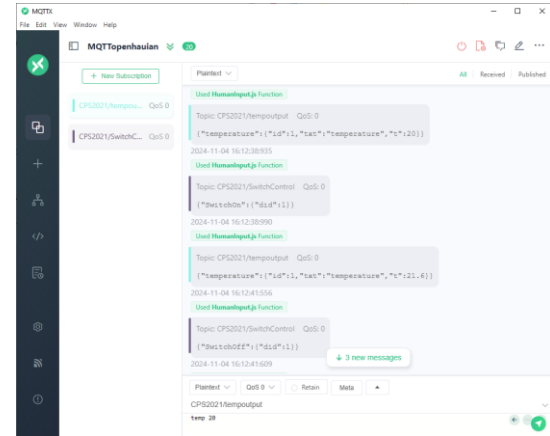 MQTTX
File Edit View Window Help
MQTTopenhauian 20
+ New Subscription
Plaintext
All Received Published
CPS2021/tempou... QoS 0
CPS2021/SwitchC... QoS 0
Used HumanInput.js Function
Topic: CPS2021/tempoutput QoS: 0
{"temperature":{"id":1,"tat":"temperature","t":20}}
2024-11-04 16:12:38:935
Used HumanInput.js Function
Topic: CPS2021/SwitchControl QoS: 0
{"SwitchOn":{"did":1}}
2024-11-04 16:12:38:990
Used HumanInput.js Function
Topic: CPS2021/tempoutput QoS: 0
{"temperature":{"id":1,"tat":"temperature","t":21.6}}
2024-11-04 16:12:41:556
Used HumanInput.js Function
Topic: CPS2021/SwitchControl QoS: 0
{"SwitchOff":{"did":1}}
2024-11-04 16:12:41:609
3 new messages
Plaintext QoS 0 Retain Meta
CPS2021/tempoutput
temp 20